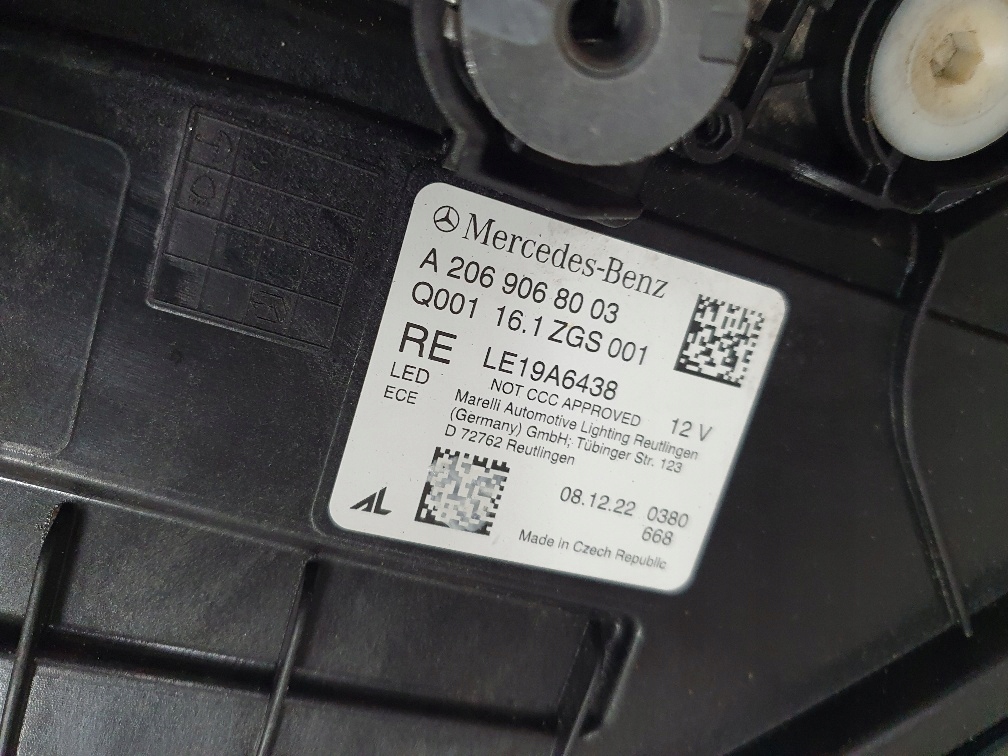 Mercedes-Benz
A 206 906 80 03
Q001 16.1 ZGS 001
RE LE19A6438
LED NOT CCC APPROVED 12 V
ECE Marelli Automotive Lighting Reutlingen
(Germany) GmbH; Tübinger Str. 123
D 72762 Reutlingen
AL
08.12.22 0380
668
Made in Czech Republic